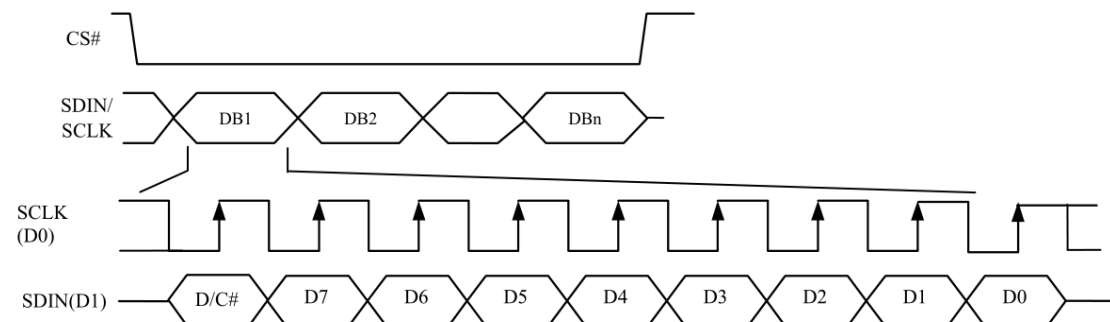 CS#
SDIN/
SCLK
DB1 DB2 DBn
SCLK
(D0)
SDIN(D1) D/C# D7 D6 D5 D4 D3 D2 D1 D0